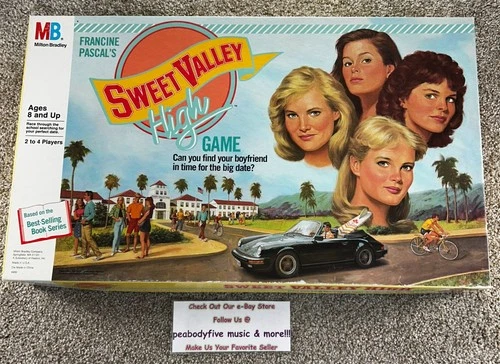 MB
Milton Bradley
FRANCINE
PASCAL'S
SWEET VALLEY
High
GAME
Can you find your boyfriend
in time for the big date?
Ages
8 and Up
Race through the
school searching for
your perfect date.
2 to 4 Players
Based on the
Best-Selling
Book Series
SWEET VALLEY
Check Out Our e-Bay Store
Follow Us @
peabodyfive music & more!!!
Make Us Your Favorite Seller